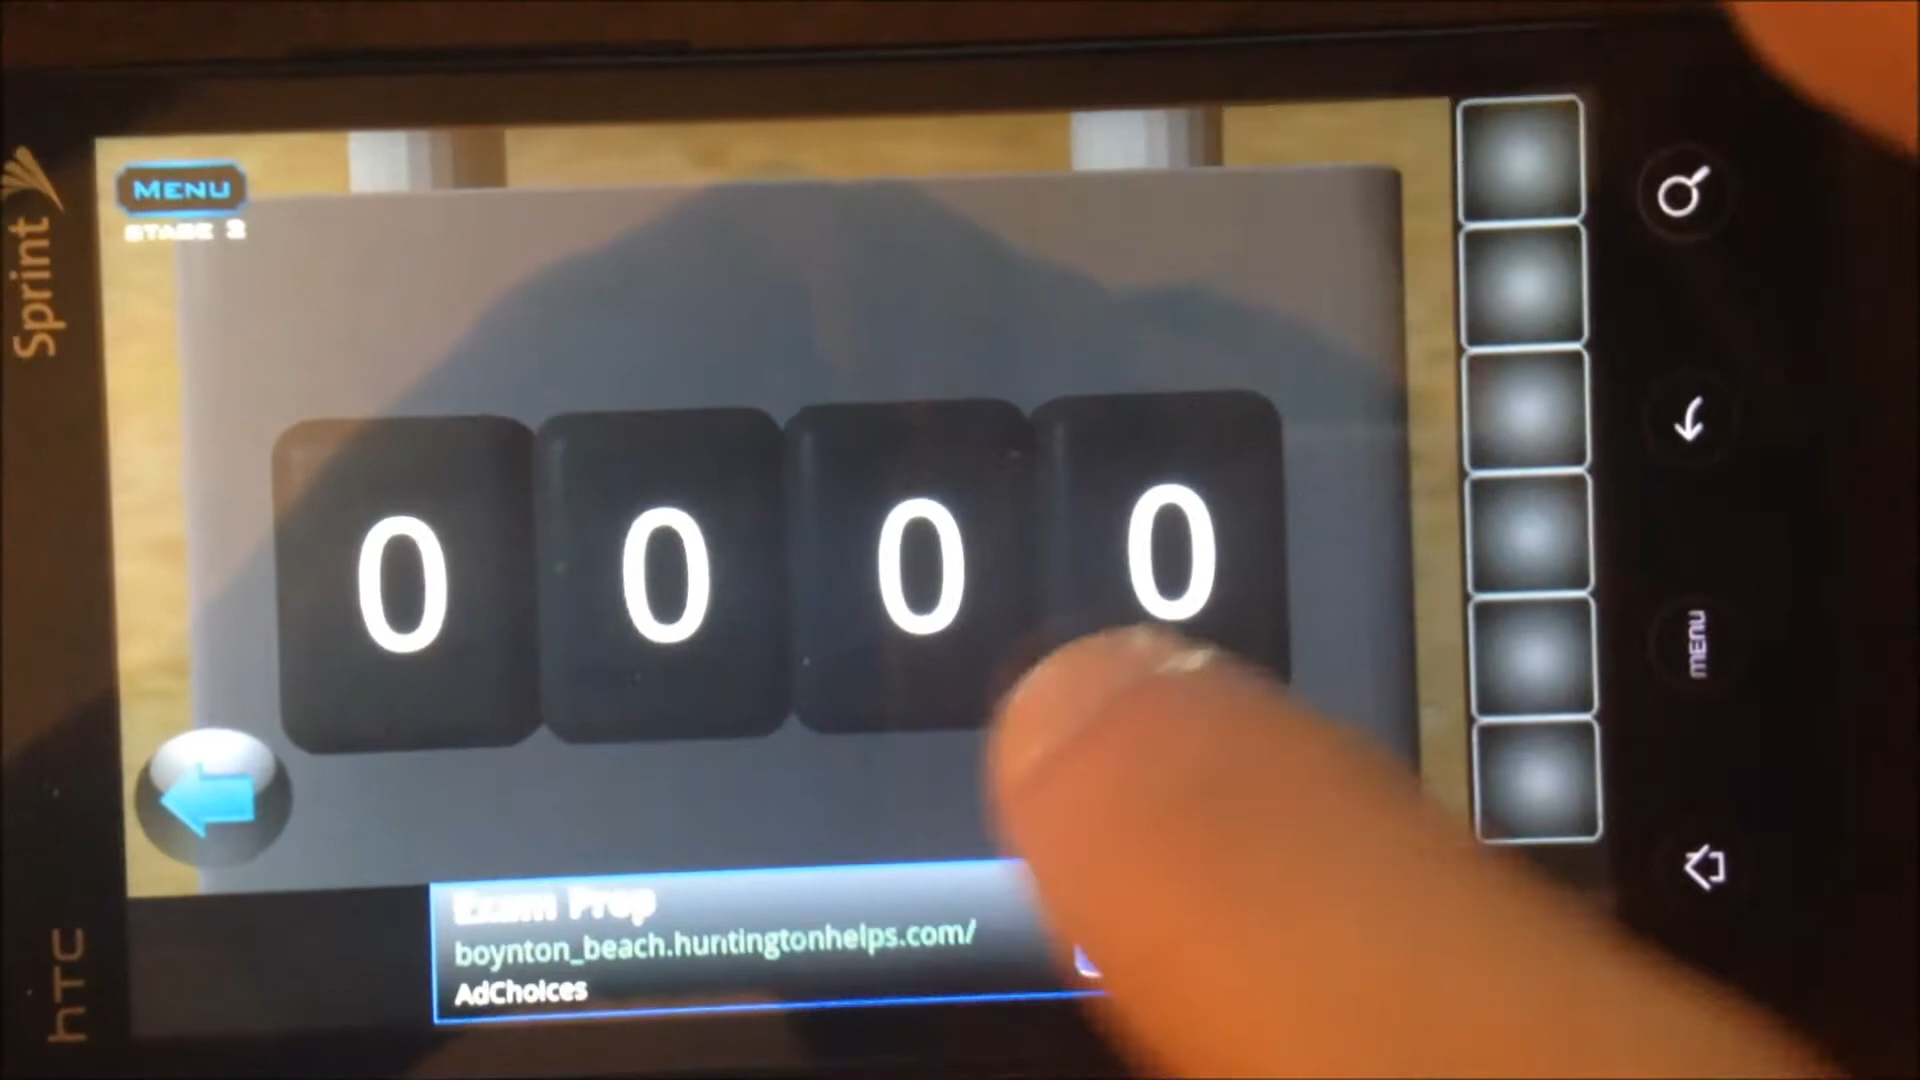 Sprint
MENU
STAGE 2
0 0 0 0
menu
Exam Prep
boynton_beach.huntingtonhelps.com/
AdChoices
hTC